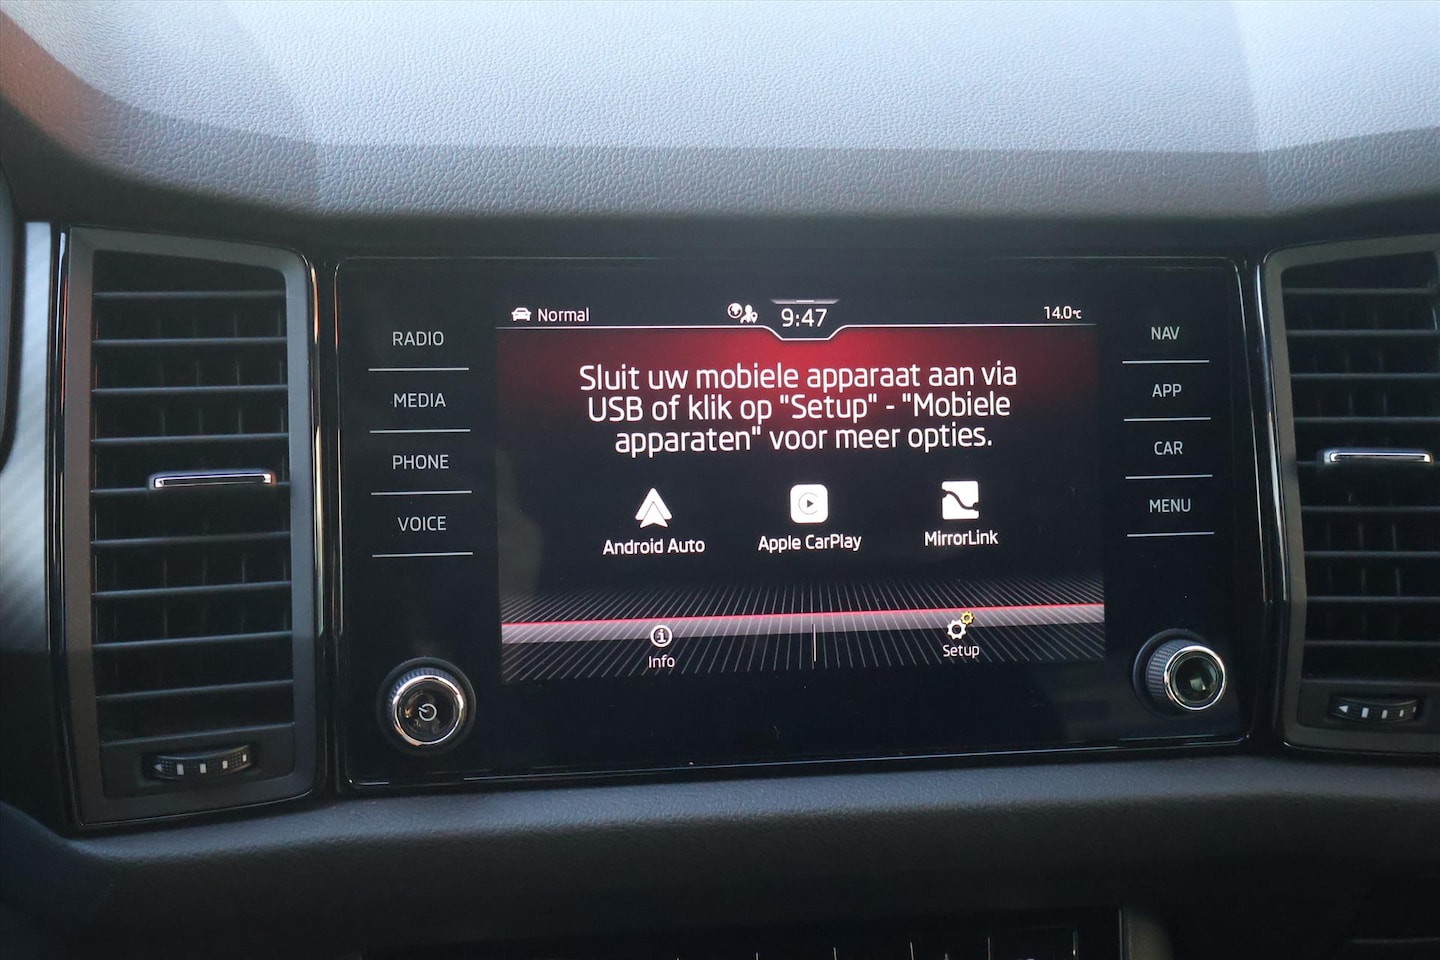 Normal
9:47
14.0°C
RADIO
MEDIA
PHONE
VOICE
Sluit uw mobiele apparaat aan via
USB of klik op "Setup" - "Mobiele
apparaten" voor meer opties.
Android Auto
Apple CarPlay
MirrorLink
Info
Setup
NAV
APP
CAR
MENU